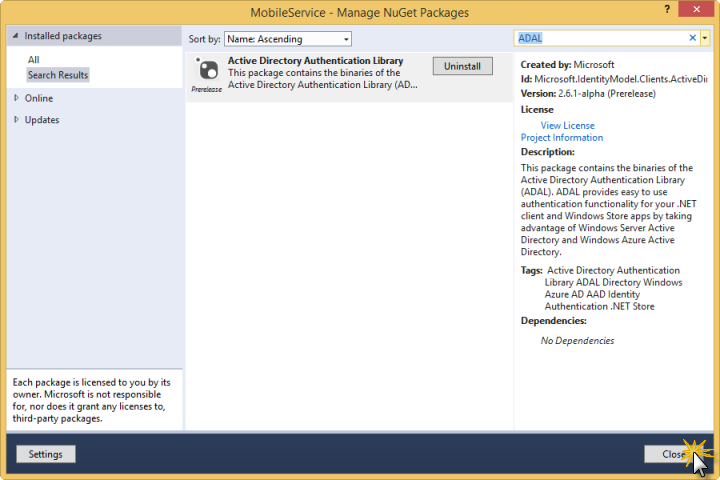 MobileService - Manage NuGet Packages
?
Installed packages
All
Search Results
Online
Updates
Each package is licensed to you by its
owner. Microsoft is not responsible
for, nor does it grant any licenses to,
third-party packages.
Sort by: Name: Ascending
Prerelease
Active Directory Authentication Library
This package contains the binaries of the
Active Directory Authentication Library (AD...
Uninstall
ADAL
Created by: Microsoft
Id: Microsoft.IdentityModel.Clients.ActiveDi
Version: 2.6.1-alpha (Prerelease)
License
View License
Project Information
Description:
This package contains the binaries of the
Active Directory Authentication Library
(ADAL). ADAL provides easy to use
authentication functionality for your .NET
client and Windows Store apps by taking
advantage of Windows Server Active
Directory and Windows Azure Active
Directory.
Tags: Active Directory Authentication
Library ADAL Directory Windows
Azure AD AAD Identity
Authentication .NET Store
Dependencies:
No Dependencies
Settings
Close